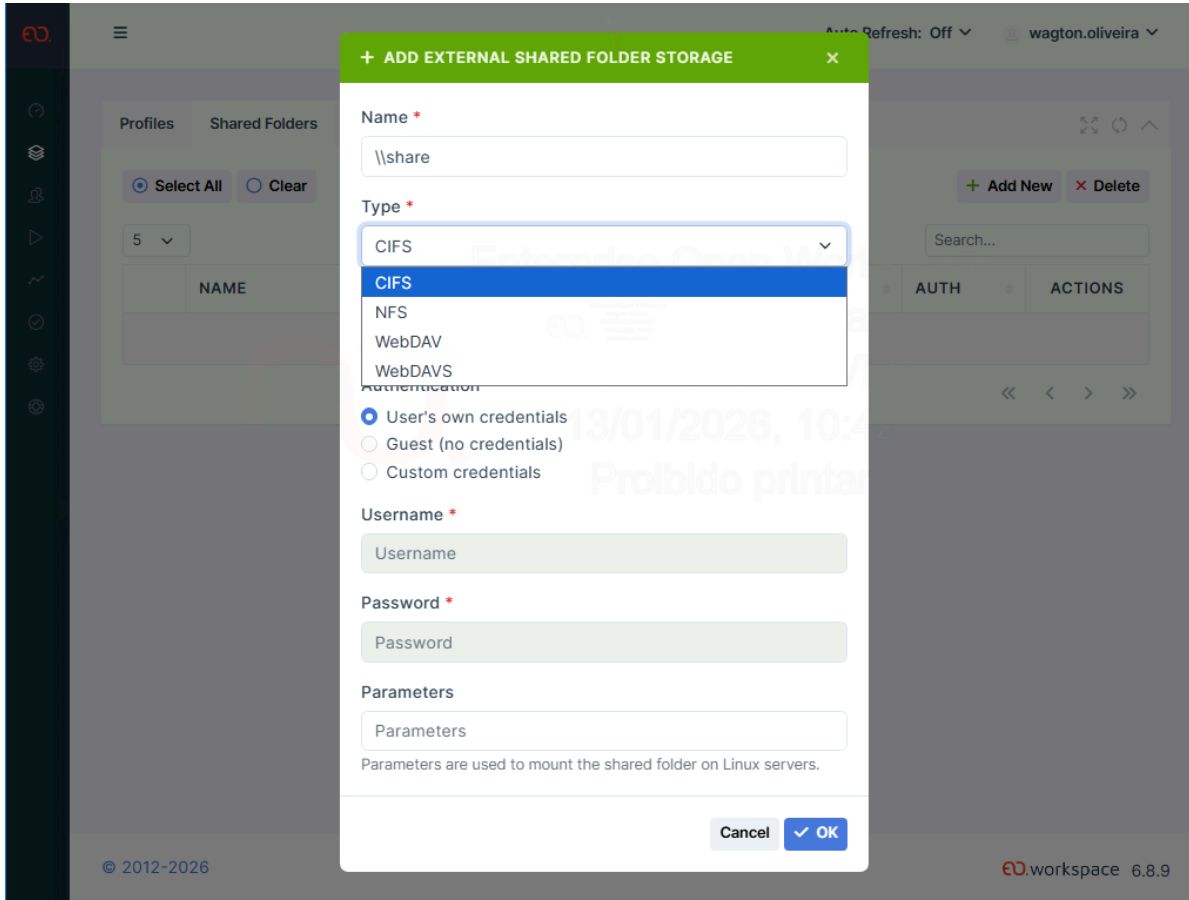 Auto Refresh: Off
wagton.oliveira
+ ADD EXTERNAL SHARED FOLDER STORAGE ×
Profiles
Shared Folders
Name *
\\share
Select All
Clear
+ Add New
× Delete
Type *
CIFS
5
Search...
NAME
AUTH
ACTIONS
CIFS
NFS
WebDAV
WebDAVS
Authentication
User's own credentials
Guest (no credentials)
Custom credentials
13/01/2026, 10:4
Proibido printar
Username *
Username
Password *
Password
Parameters
Parameters
Parameters are used to mount the shared folder on Linux servers.
Cancel
OK
© 2012-2026
eo.workspace 6.8.9